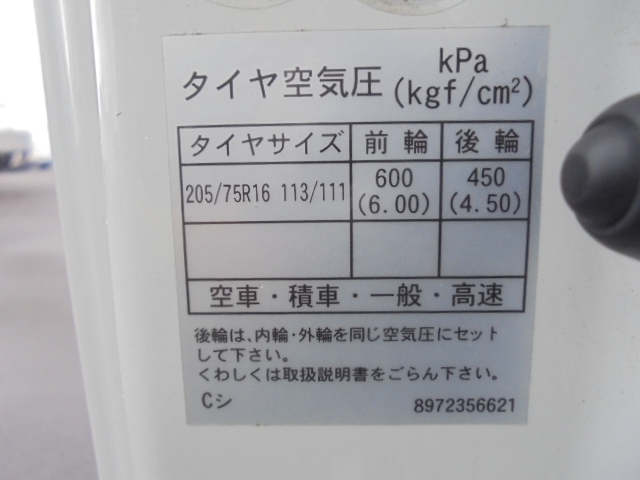 タイヤ空気圧 kPa
(kgf/cm²)
タイヤサイズ 前輪 後輪
205/75R16 113/111 600 450
(6.00) (4.50)
空車・積車・一般・高速
後輪は、内輪・外輪を同じ空気圧にセット
して下さい。
くわしくは取扱説明書をごらん下さい。
Cシ 8972356621